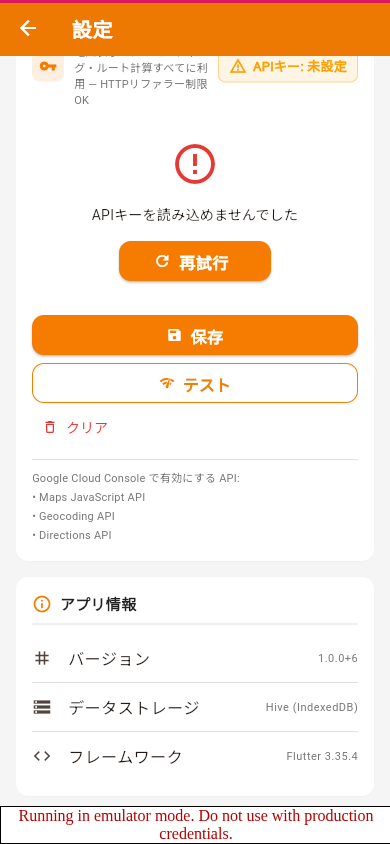 設定
グ・ルート計算すべてに利
用 — HTTPリファラー制限
OK
APIキー: 未設定
APIキーを読み込めませんでした
再試行
保存
テスト
クリア
Google Cloud Console で有効にする API:
• Maps JavaScript API
• Geocoding API
• Directions API
アプリ情報
バージョン 1.0.0+6
データストレージ Hive (IndexedDB)
フレームワーク Flutter 3.35.4
Running in emulator mode. Do not use with production
credentials.